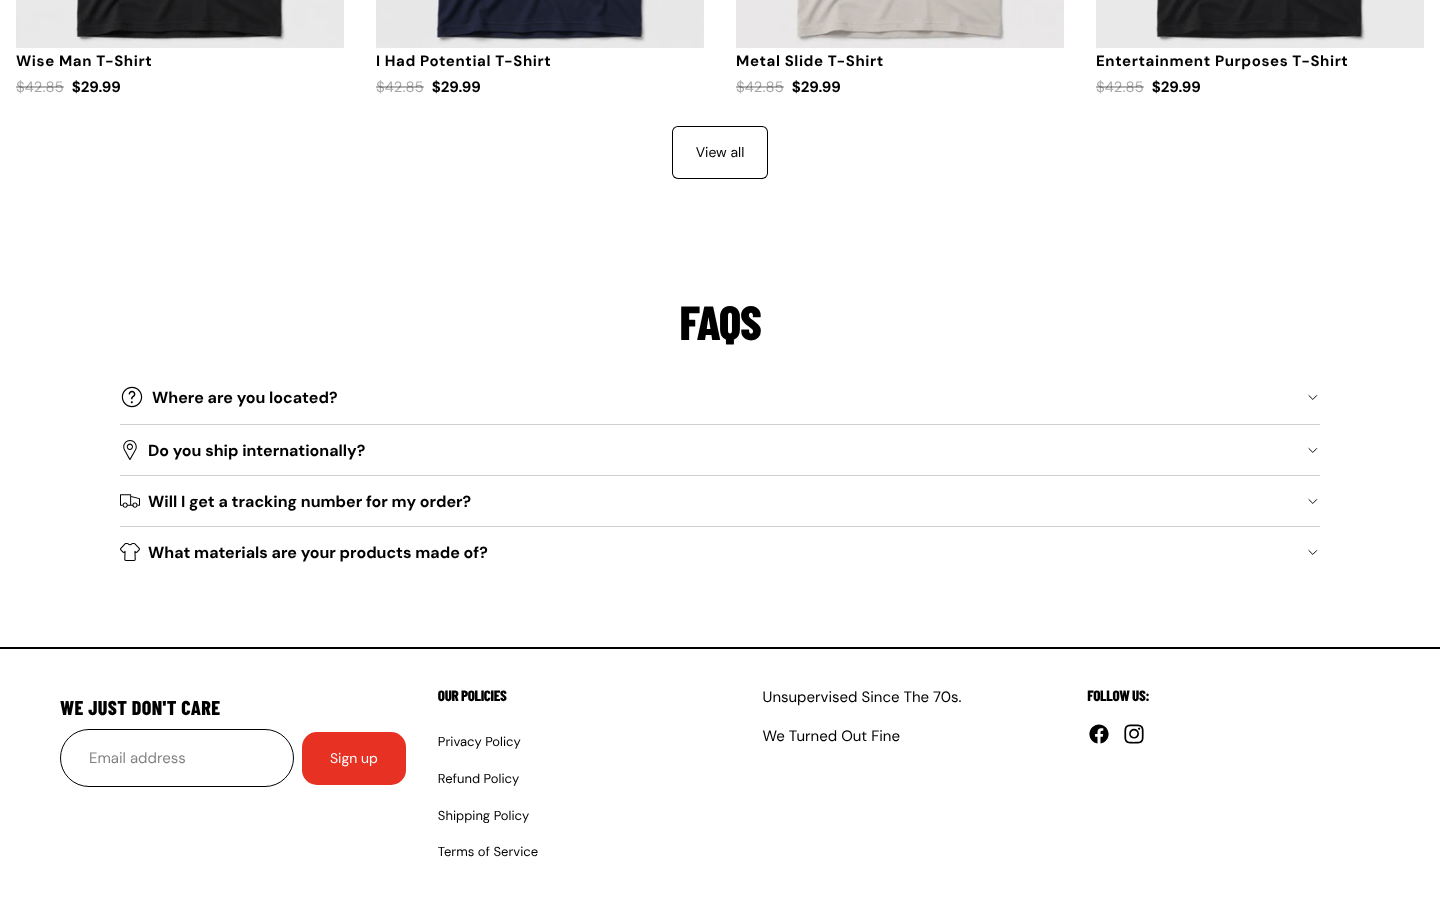 Wise Man T-Shirt
$42.85 $29.99
I Had Potential T-Shirt
$42.85 $29.99
Metal Slide T-Shirt
$42.85 $29.99
Entertainment Purposes T-Shirt
$42.85 $29.99
View all
FAQS
Where are you located?
Do you ship internationally?
Will I get a tracking number for my order?
What materials are your products made of?
WE JUST DON'T CARE
Email address
Sign up
OUR POLICIES
Privacy Policy
Refund Policy
Shipping Policy
Terms of Service
Unsupervised Since The 70s.
We Turned Out Fine
FOLLOW US: